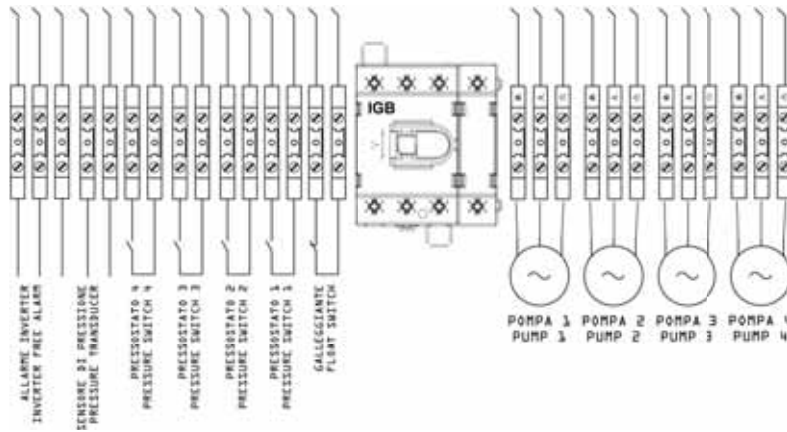 IGB
ALLARME INVERTER
INVERTER FREE ALARM
SENSORE DI PRESSIONE
PRESSURE TRANSDUCER
PRESSOSTATO 4
PRESSURE SWITCH 4
PRESSOSTATO 3
PRESSURE SWITCH 3
PRESSOSTATO 2
PRESSURE SWITCH 2
PRESSOSTATO 1
PRESSURE SWITCH 1
GALLEGGIANTE
FLOAT SWITCH
POMPA 1
PUMP 1
POMPA 2
PUMP 2
POMPA 3
PUMP 3
POMPA 4
PUMP 4